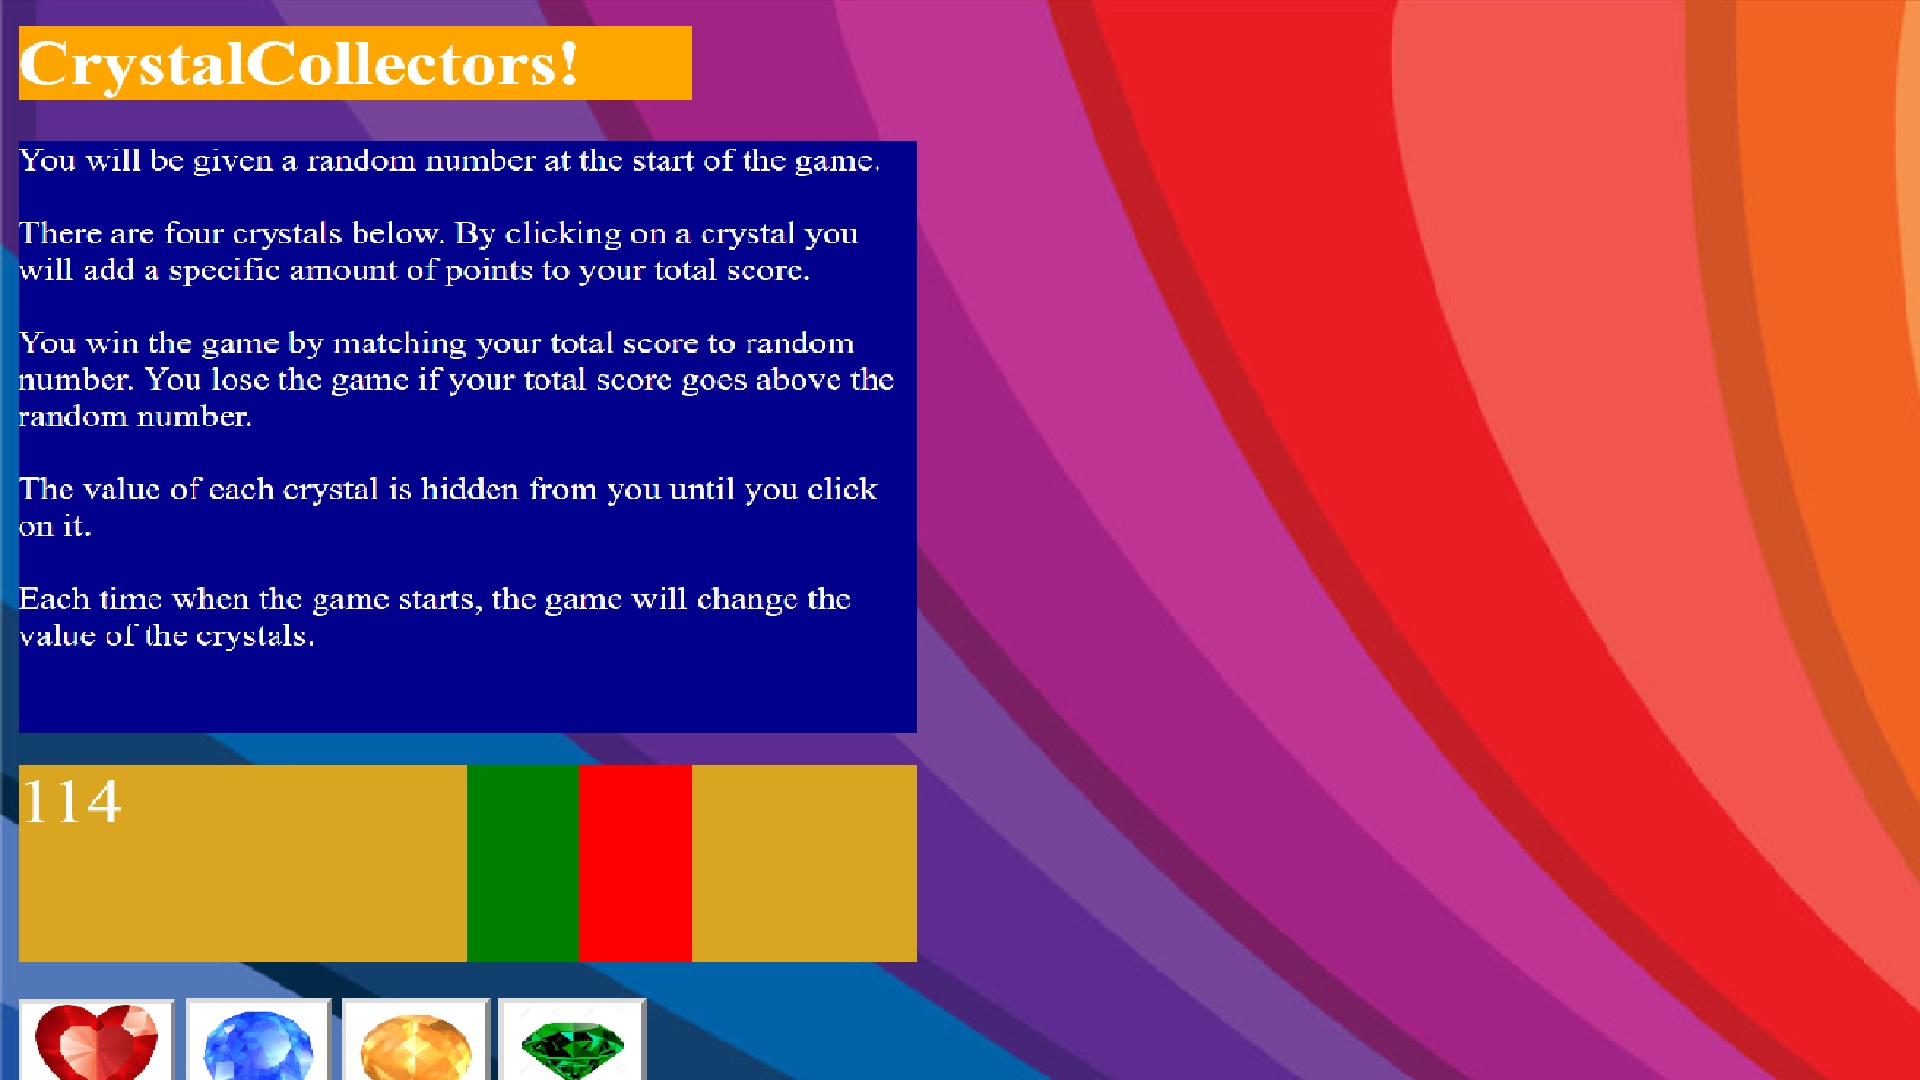 CrystalCollectors!
You will be given a random number at the start of the game.
There are four crystals below. By clicking on a crystal you
will add a specific amount of points to your total score.
You win the game by matching your total score to random
number. You lose the game if your total score goes above the
random number.
The value of each crystal is hidden from you until you click
on it.
Each time when the game starts, the game will change the
value of the crystals.
114